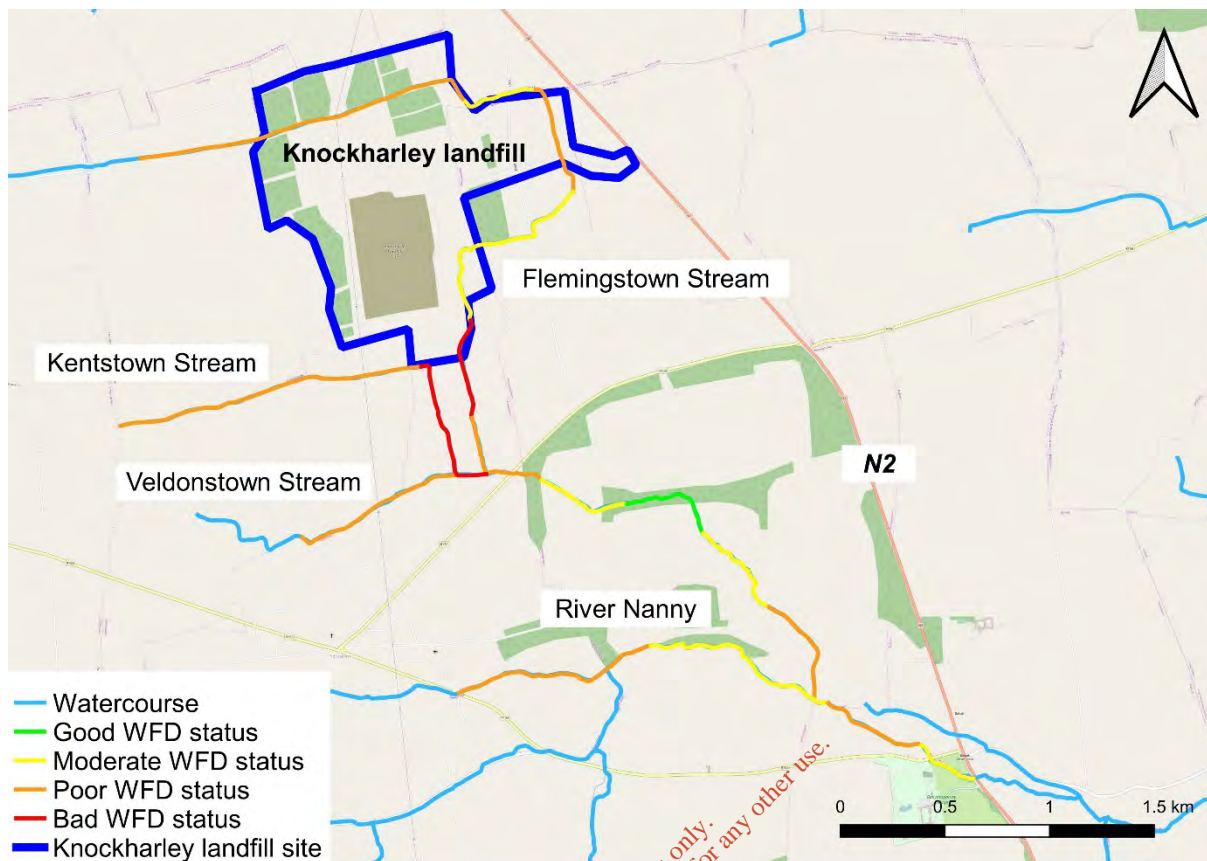 Knockharley landfill
Flemingstown Stream
Kentstown Stream
N2
Veldonstown Stream
River Nanny
Watercourse
Good WFD status
Moderate WFD status
Poor WFD status
Bad WFD status
Knockharley landfill site
only.
for any other use.
0 0.5 1 1.5 km